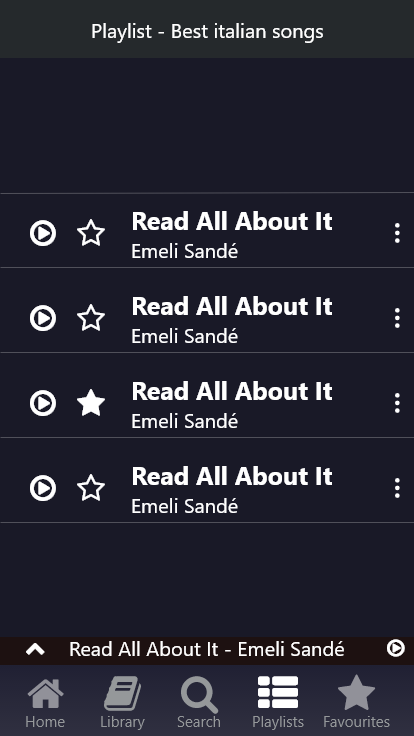 Playlist - Best italian songs
Read All About It
Emeli Sandé
Read All About It
Emeli Sandé
Read All About It
Emeli Sandé
Read All About It
Emeli Sandé
Read All About It - Emeli Sandé
Home Library Search Playlists Favourites